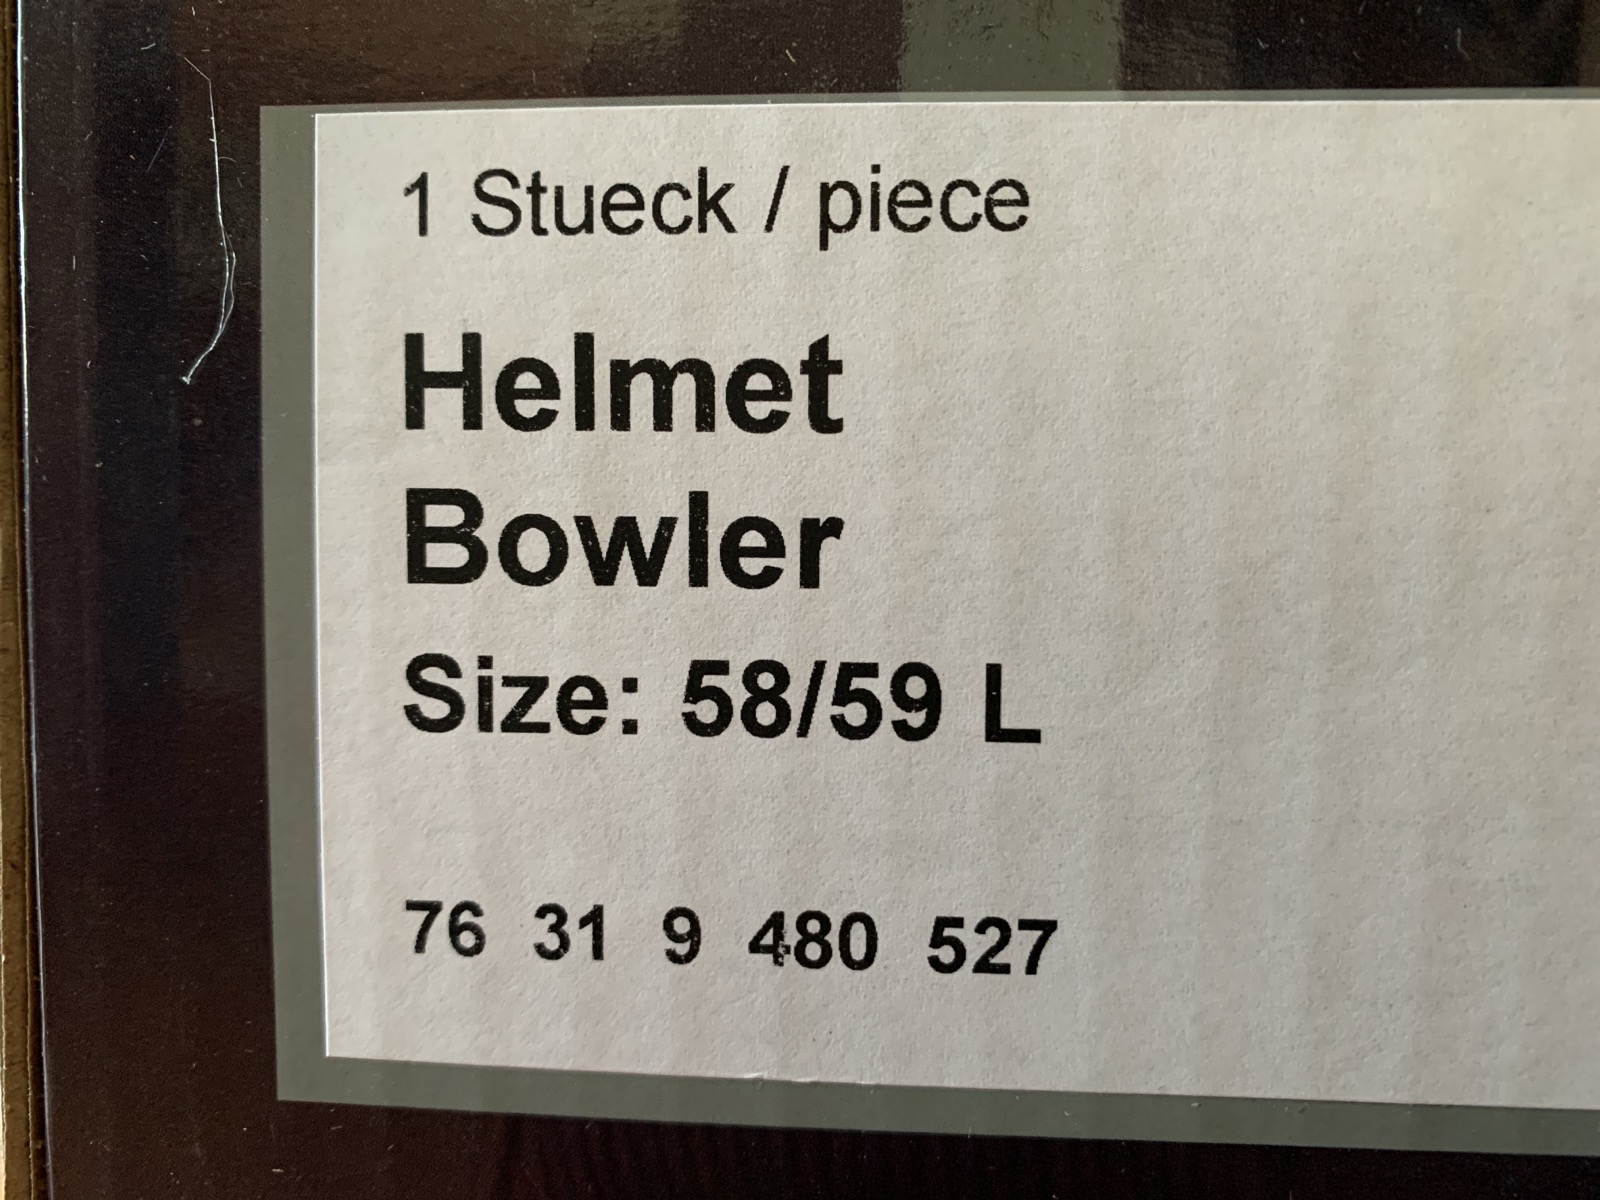 1 Stueck / piece
Helmet
Bowler
Size: 58/59 L
76 31 9 480 527